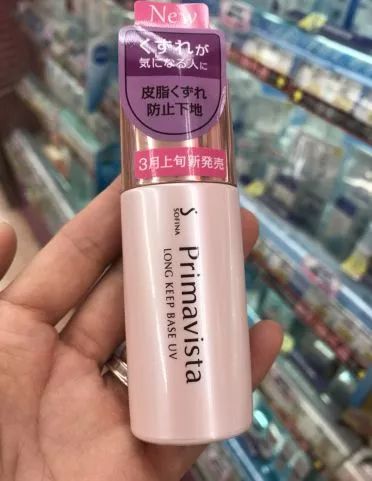 New
くずれが
気になる人に
皮脂くずれ
防止下地
3月上旬新発売
SOFINA
Primavista
LONG KEEP BASE UV